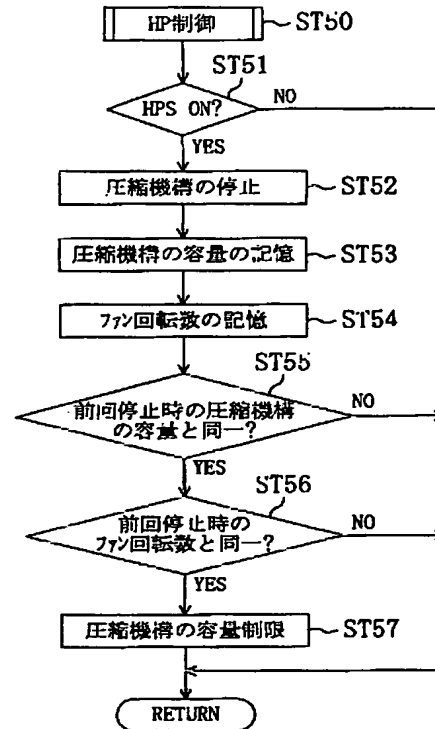 HP制御
ST50
ST51
HPS ON?
NO
YES
圧縮機構の停止
ST52
圧縮機構の容量の記憶
ST53
ファン回転数の記憶
ST54
ST55
前回停止時の圧縮機構
の容量と同一?
NO
YES
ST56
前回停止時の
ファン回転数と同一?
NO
YES
圧縮機構の容量制限
ST57
RETURN